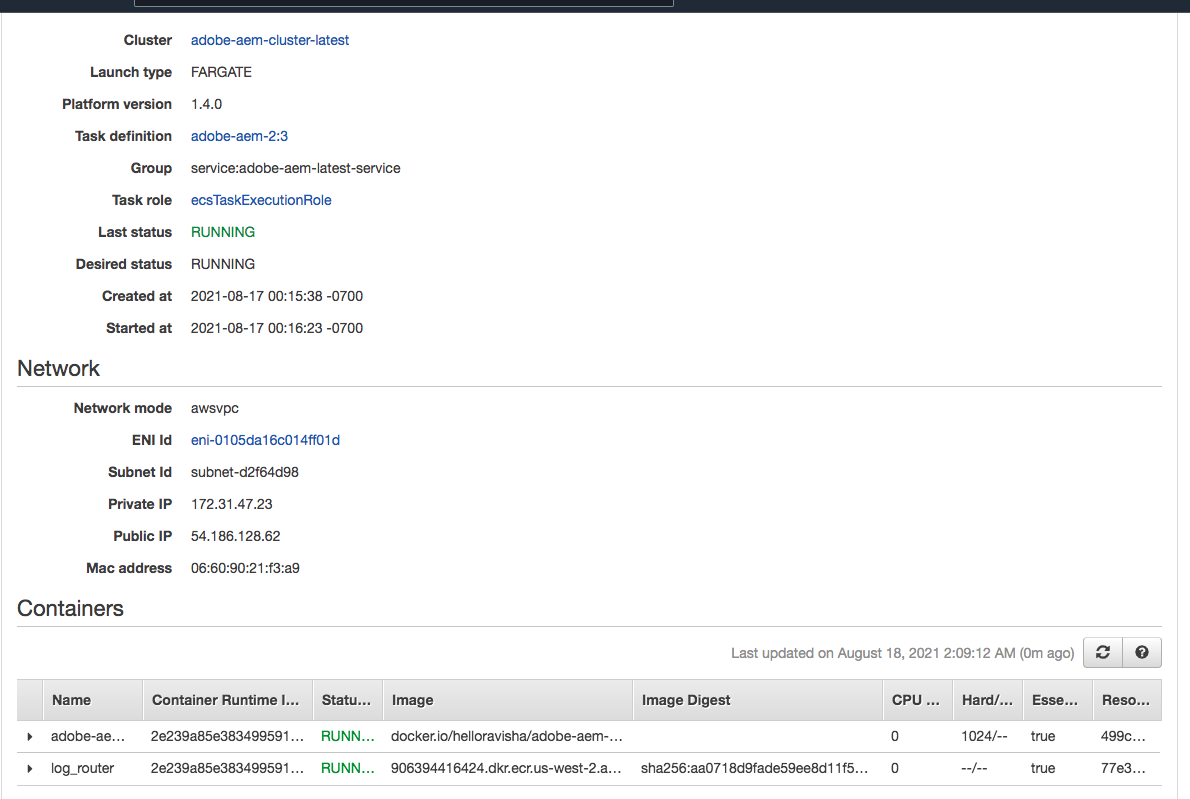 Cluster adobe-aem-cluster-latest
Launch type FARGATE
Platform version 1.4.0
Task definition adobe-aem-2:3
Group service:adobe-aem-latest-service
Task role ecsTaskExecutionRole
Last status RUNNING
Desired status RUNNING
Created at 2021-08-17 00:15:38 -0700
Started at 2021-08-17 00:16:23 -0700
Network
Network mode awsvpc
ENI Id eni-0105da16c014ff01d
Subnet Id subnet-d2f64d98
Private IP 172.31.47.23
Public IP 54.186.128.62
Mac address 06:60:90:21:f3:a9
Containers
Last updated on August 18, 2021 2:09:12 AM (0m ago)
Name Container Runtime I... Statu... Image Image Digest CPU ... Hard/... Esse... Reso...
adobe-ae... 2e239a85e383499591... RUNN... docker.io/helloravisha/adobe-aem-... 0 1024/-- true 499c...
log_router 2e239a85e383499591... RUNN... 906394416424.dkr.ecr.us-west-2.a... sha256:aa0718d9fade59ee8d11f5... 0 --/-- true 77e3...